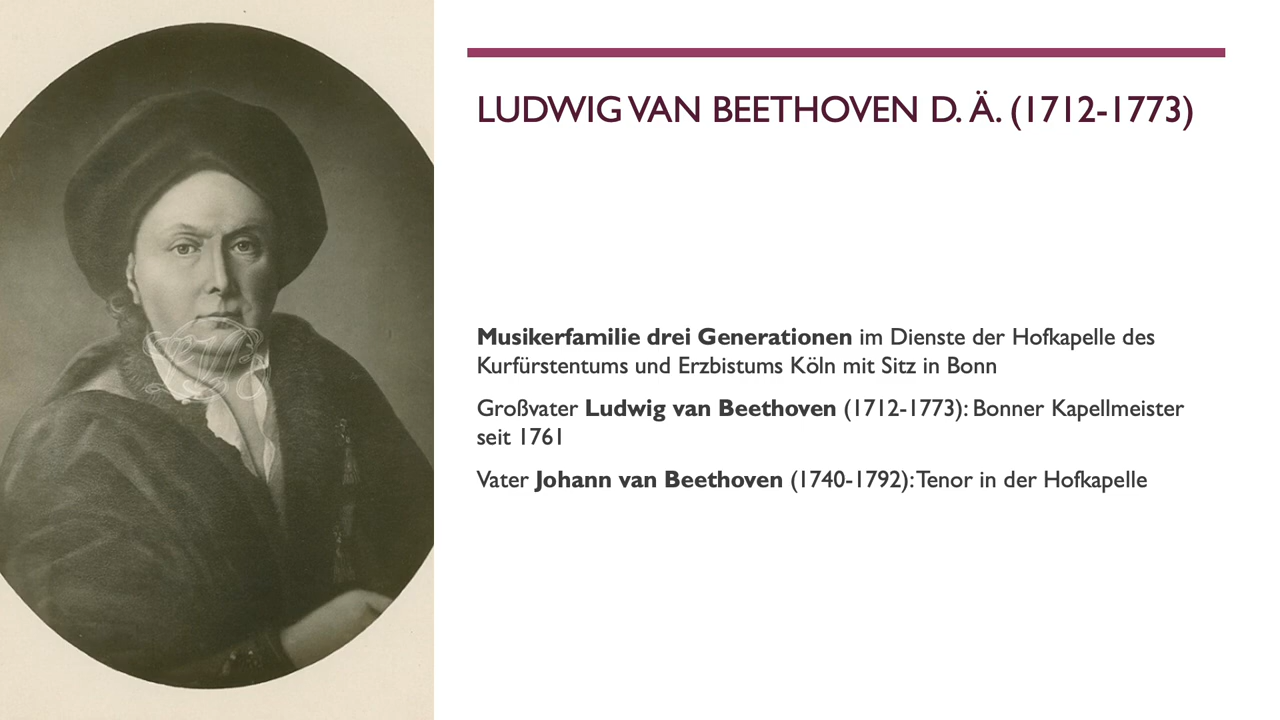 LUDWIG VAN BEETHOVEN D. Ä. (1712-1773)
Musikerfamilie drei Generationen im Dienste der Hofkapelle des
Kurfürstentums und Erzbistums Köln mit Sitz in Bonn
Großvater Ludwig van Beethoven (1712-1773): Bonner Kapellmeister
seit 1761
Vater Johann van Beethoven (1740-1792): Tenor in der Hofkapelle